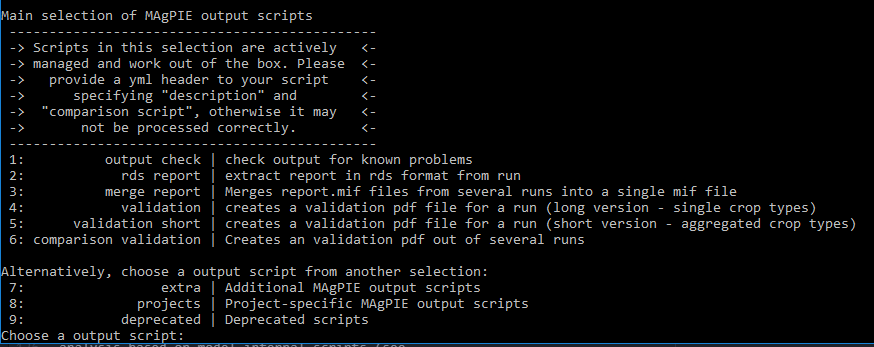 Main selection of MAgPIE output scripts
----------------------------------------------
-> Scripts in this selection are actively <-
-> managed and work out of the box. Please <-
-> provide a yml header to your script <-
-> specifying "description" and <-
-> "comparison script", otherwise it may <-
-> not be processed correctly. <-
----------------------------------------------
1: output check | check output for known problems
2: rds report | extract report in rds format from run
3: merge report | Merges report.mif files from several runs into a single mif file
4: validation | creates a validation pdf file for a run (long version - single crop types)
5: validation short | creates a validation pdf file for a run (short version - aggregated crop types)
6: comparison validation | Creates an validation pdf out of several runs
Alternatively, choose a output script from another selection:
7: extra | Additional MAgPIE output scripts
8: projects | Project-specific MAgPIE output scripts
9: deprecated | Deprecated scripts
Choose a output script: